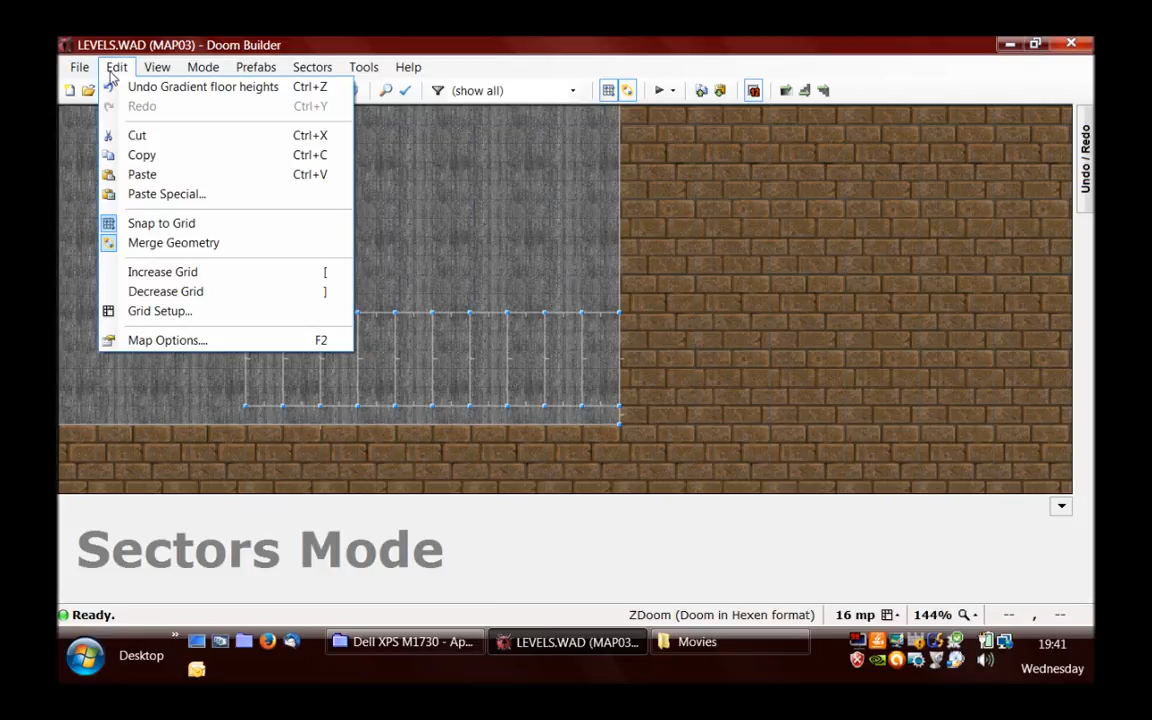 LEVELS.WAD (MAP03) - Doom Builder
File Edit View Mode Prefabs Sectors Tools Help
(show all)
Undo Gradient floor heights Ctrl+Z
Redo Ctrl+Y
Cut Ctrl+X
Copy Ctrl+C
Paste Ctrl+V
Paste Special...
Snap to Grid
Merge Geometry
Increase Grid [
Decrease Grid ]
Grid Setup...
Map Options.... F2
Undo / Redo
Sectors Mode
Ready. ZDoom (Doom in Hexen format) 16 mp 144% -- , --
Desktop » Dell XPS M1730 - Ap... LEVELS.WAD (MAP03... Movies 19:41
Wednesday